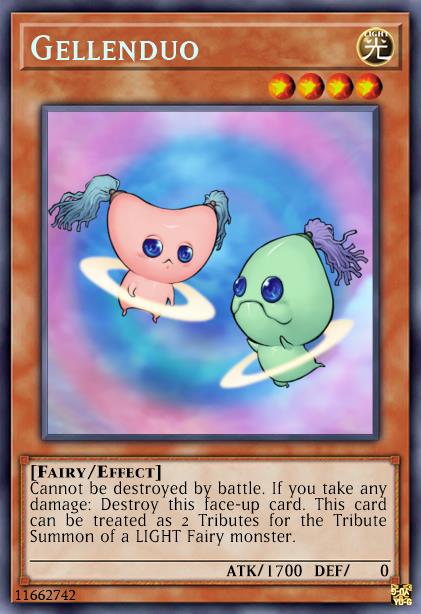 GELLENDUO
LIGHT
光
[FAIRY/EFFECT]
Cannot be destroyed by battle. If you take any
damage: Destroy this face-up card. This card
can be treated as 2 Tributes for the Tribute
Summon of a LIGHT Fairy monster.
ATK/1700 DEF/ 0
11662742